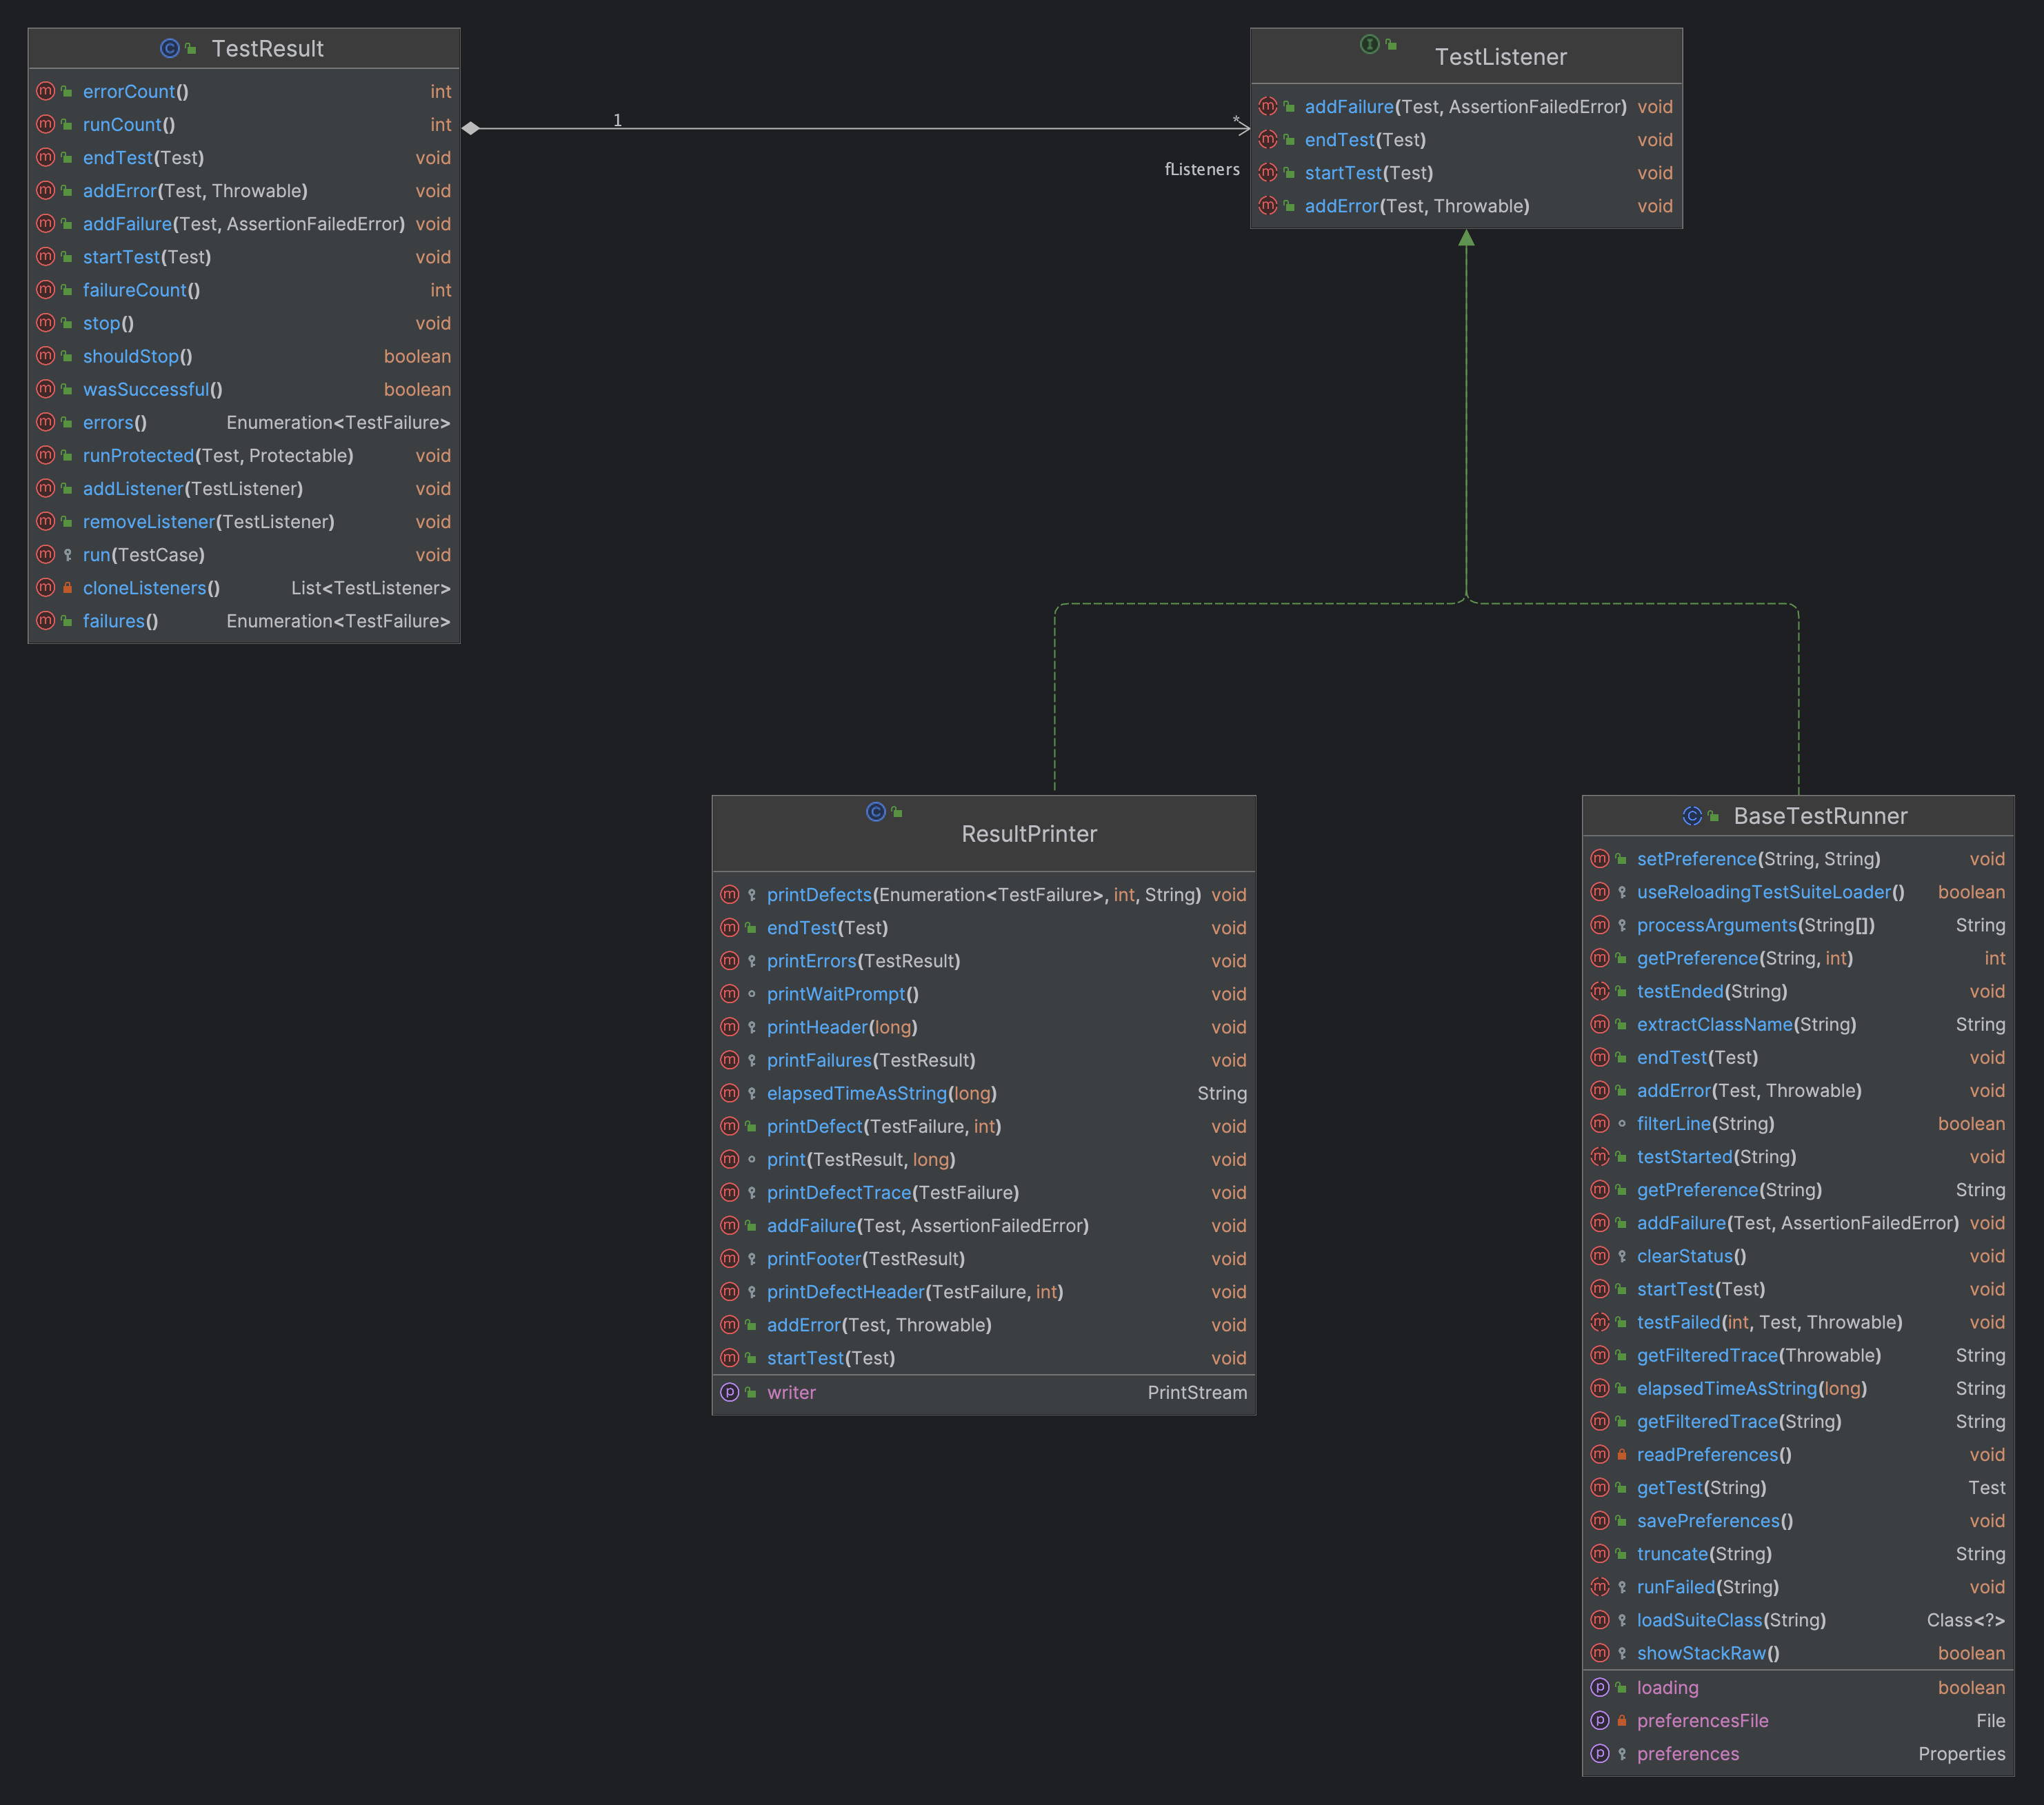 TestResult
errorCount() int
runCount() int
endTest(Test) void
addError(Test, Throwable) void
addFailure(Test, AssertionFailedError) void
startTest(Test) void
failureCount() int
stop() void
shouldStop() boolean
wasSuccessful() boolean
errors() Enumeration<TestFailure>
runProtected(Test, Protectable) void
addListener(TestListener) void
removeListener(TestListener) void
run(TestCase) void
cloneListeners() List<TestListener>
failures() Enumeration<TestFailure>
1
*
fListeners
TestListener
addFailure(Test, AssertionFailedError) void
endTest(Test) void
startTest(Test) void
addError(Test, Throwable) void
ResultPrinter
printDefects(Enumeration<TestFailure>, int, String) void
endTest(Test) void
printErrors(TestResult) void
printWaitPrompt() void
printHeader(long) void
printFailures(TestResult) void
elapsedTimeAsString(long) String
printDefect(TestFailure, int) void
print(TestResult, long) void
printDefectTrace(TestFailure) void
addFailure(Test, AssertionFailedError) void
printFooter(TestResult) void
printDefectHeader(TestFailure, int) void
addError(Test, Throwable) void
startTest(Test) void
writer PrintStream
BaseTestRunner
setPreference(String, String) void
useReloadingTestSuiteLoader() boolean
processArguments(String[]) String
getPreference(String, int) int
testEnded(String) void
extractClassName(String) String
endTest(Test) void
addError(Test, Throwable) void
filterLine(String) boolean
testStarted(String) void
getPreference(String) String
addFailure(Test, AssertionFailedError) void
clearStatus() void
startTest(Test) void
testFailed(int, Test, Throwable) void
getFilteredTrace(Throwable) String
elapsedTimeAsString(long) String
getFilteredTrace(String) String
readPreferences() void
getTest(String) Test
savePreferences() void
truncate(String) String
runFailed(String) void
loadSuiteClass(String) Class<?>
showStackRaw() boolean
loading boolean
preferencesFile File
preferences Properties